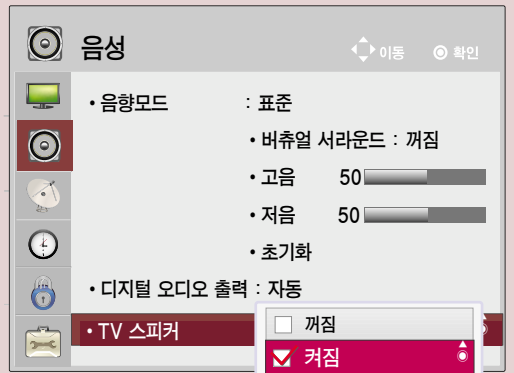 음성 이동 확인
• 음향모드 : 표준
• 버츄얼 서라운드 : 꺼짐
• 고음 50
• 저음 50
• 초기화
• 디지털 오디오 출력 : 자동
• TV 스피커
꺼짐
켜짐